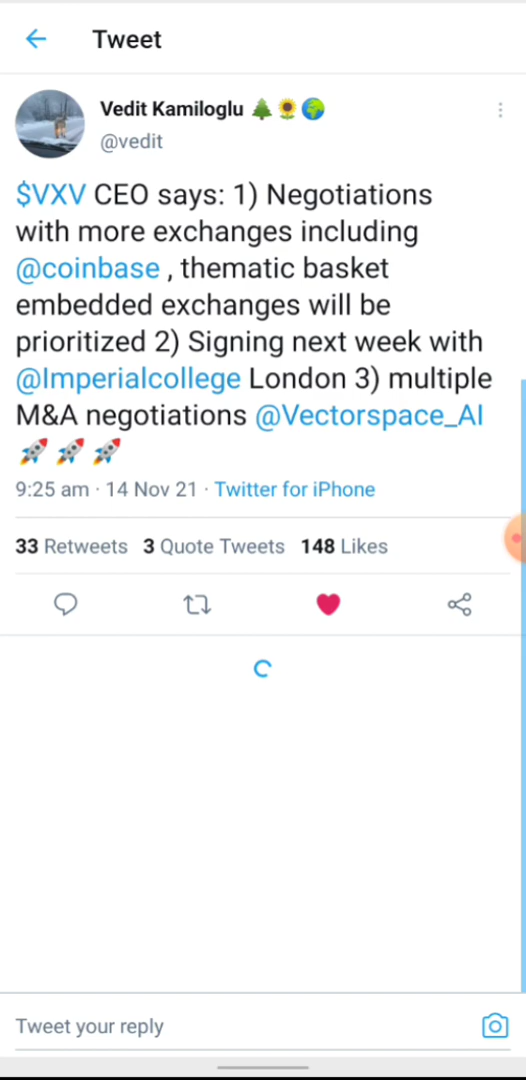 Tweet
Vedit Kamiloglu 🌲🌻🌍
@vedit
$VXV CEO says: 1) Negotiations
with more exchanges including
@coinbase , thematic basket
embedded exchanges will be
prioritized 2) Signing next week with
@Imperialcollege London 3) multiple
M&A negotiations @Vectorspace_AI
🚀 🚀 🚀
9:25 am · 14 Nov 21 · Twitter for iPhone
33 Retweets 3 Quote Tweets 148 Likes
Tweet your reply